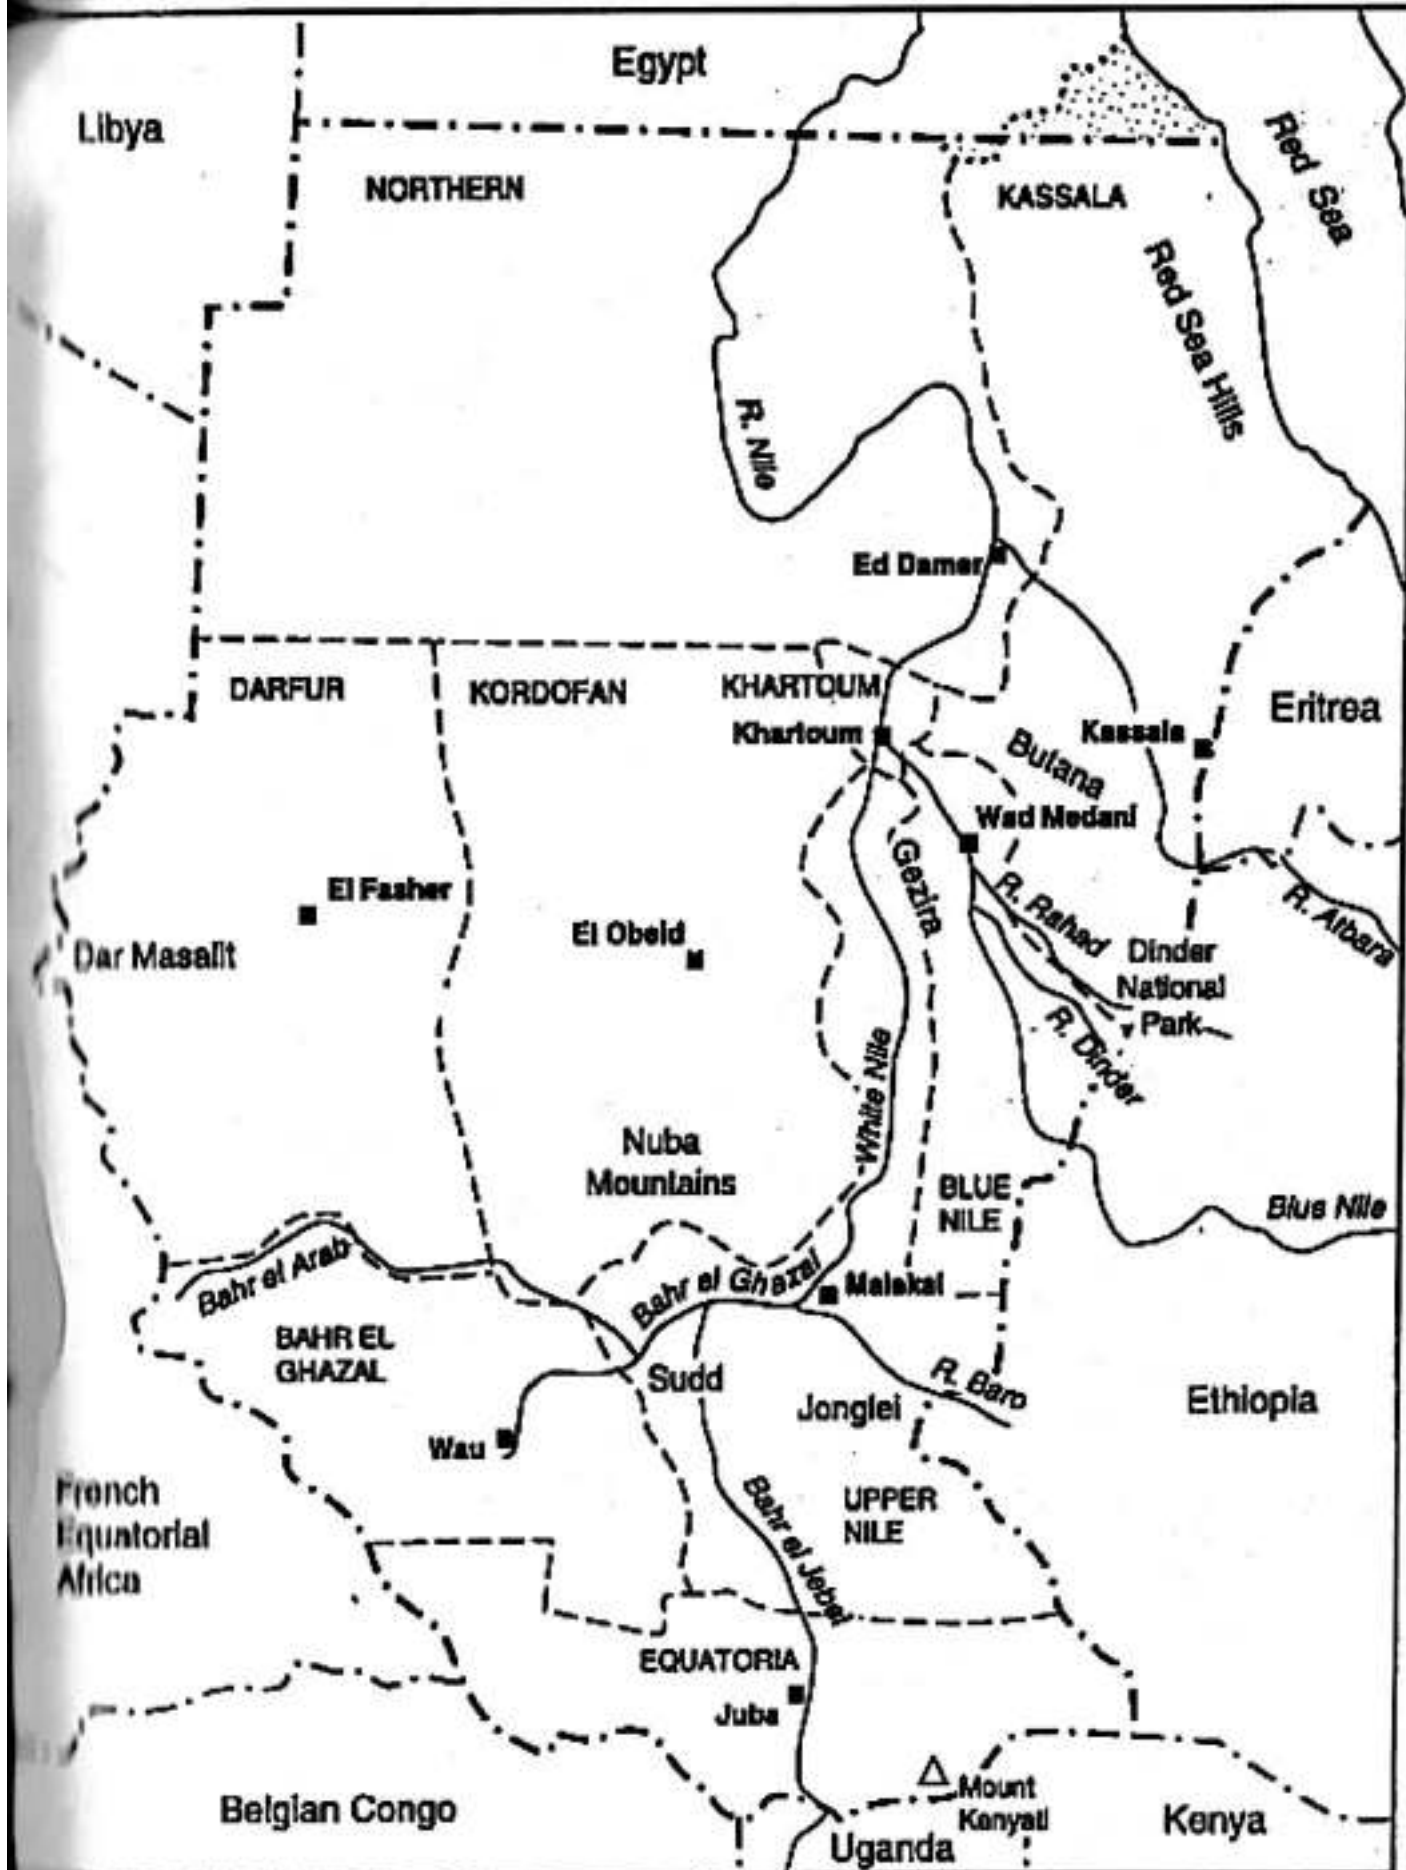 Egypt
Libya
Red Sea
NORTHERN
KASSALA
Red Sea Hills
R. Nile
Ed Damer
DARFUR
KORDOFAN
KHARTOUM
Eritrea
Khartoum
Kassala
Butana
Wad Medani
Gezira
El Fasher
R. Rahad
R. Atbara
El Obeid
Dar Masalit
Dinder
National
Park
R. Dinder
White Nile
Nuba
Mountains
BLUE
NILE
Blue Nile
Bahr el Arab
Bahr el Ghazal
Malakal
BAHR EL
GHAZAL
Sudd
R. Baro
Jonglei
Ethiopia
Wau
French
Equatorial
Africa
Bahr el Jebel
UPPER
NILE
EQUATORIA
Juba
Mount
Kenyeti
Belgian Congo
Kenya
Uganda